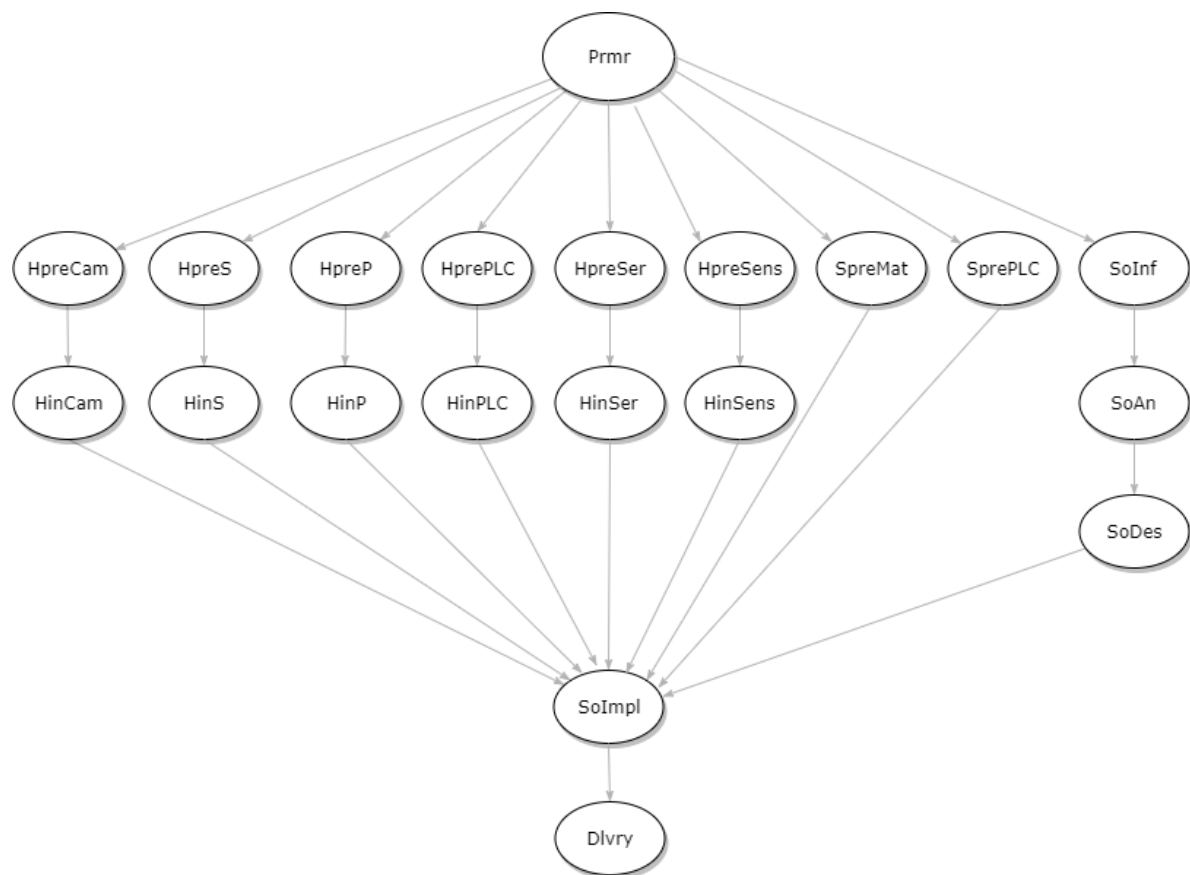 Prmr
HpreCam HpreS HpreP HprePLC HpreSer HpreSens SpreMat SprePLC SoInf
HinCam HinS HinP HinPLC HinSer HinSens SoAn
SoDes
SoImpl
Dlvry